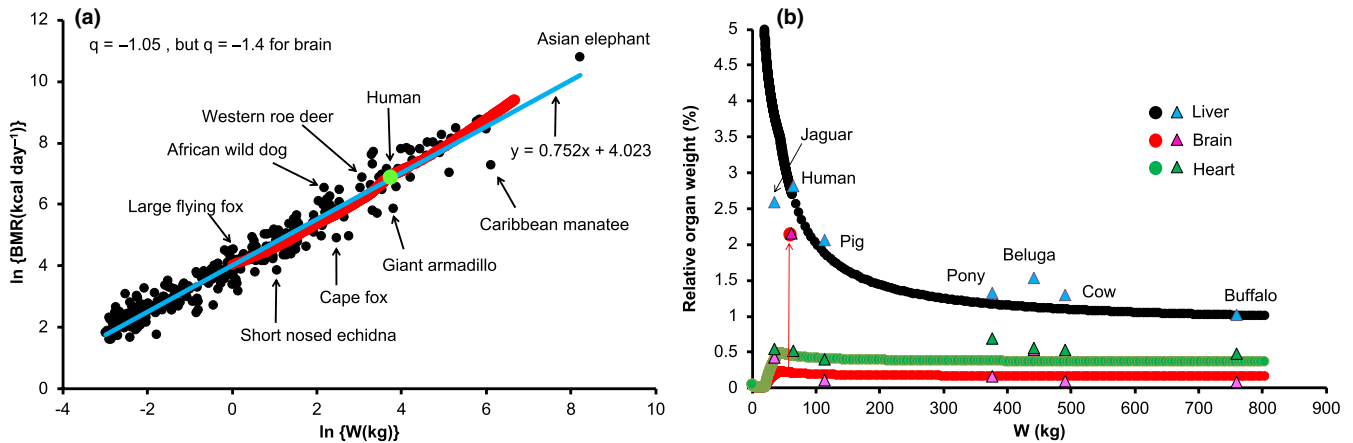 (a)
q = –1.05 , but q = –1.4 for brain
Asian elephant
Human
Western roe deer
African wild dog
Large flying fox
y = 0.752x + 4.023
Caribbean manatee
Giant armadillo
Cape fox
Short nosed echidna
ln {BMR(kcal day⁻¹)}
12
10
8
6
4
2
0
-4
-2
0
2
4
6
8
10
ln {W(kg)}
(b)
Relative organ weight (%)
5
4.5
4
3.5
3
2.5
2
1.5
1
0.5
0
Jaguar
Human
Pig
Pony
Beluga
Cow
Buffalo
Liver
Brain
Heart
0
100
200
300
400
500
600
700
800
900
W (kg)